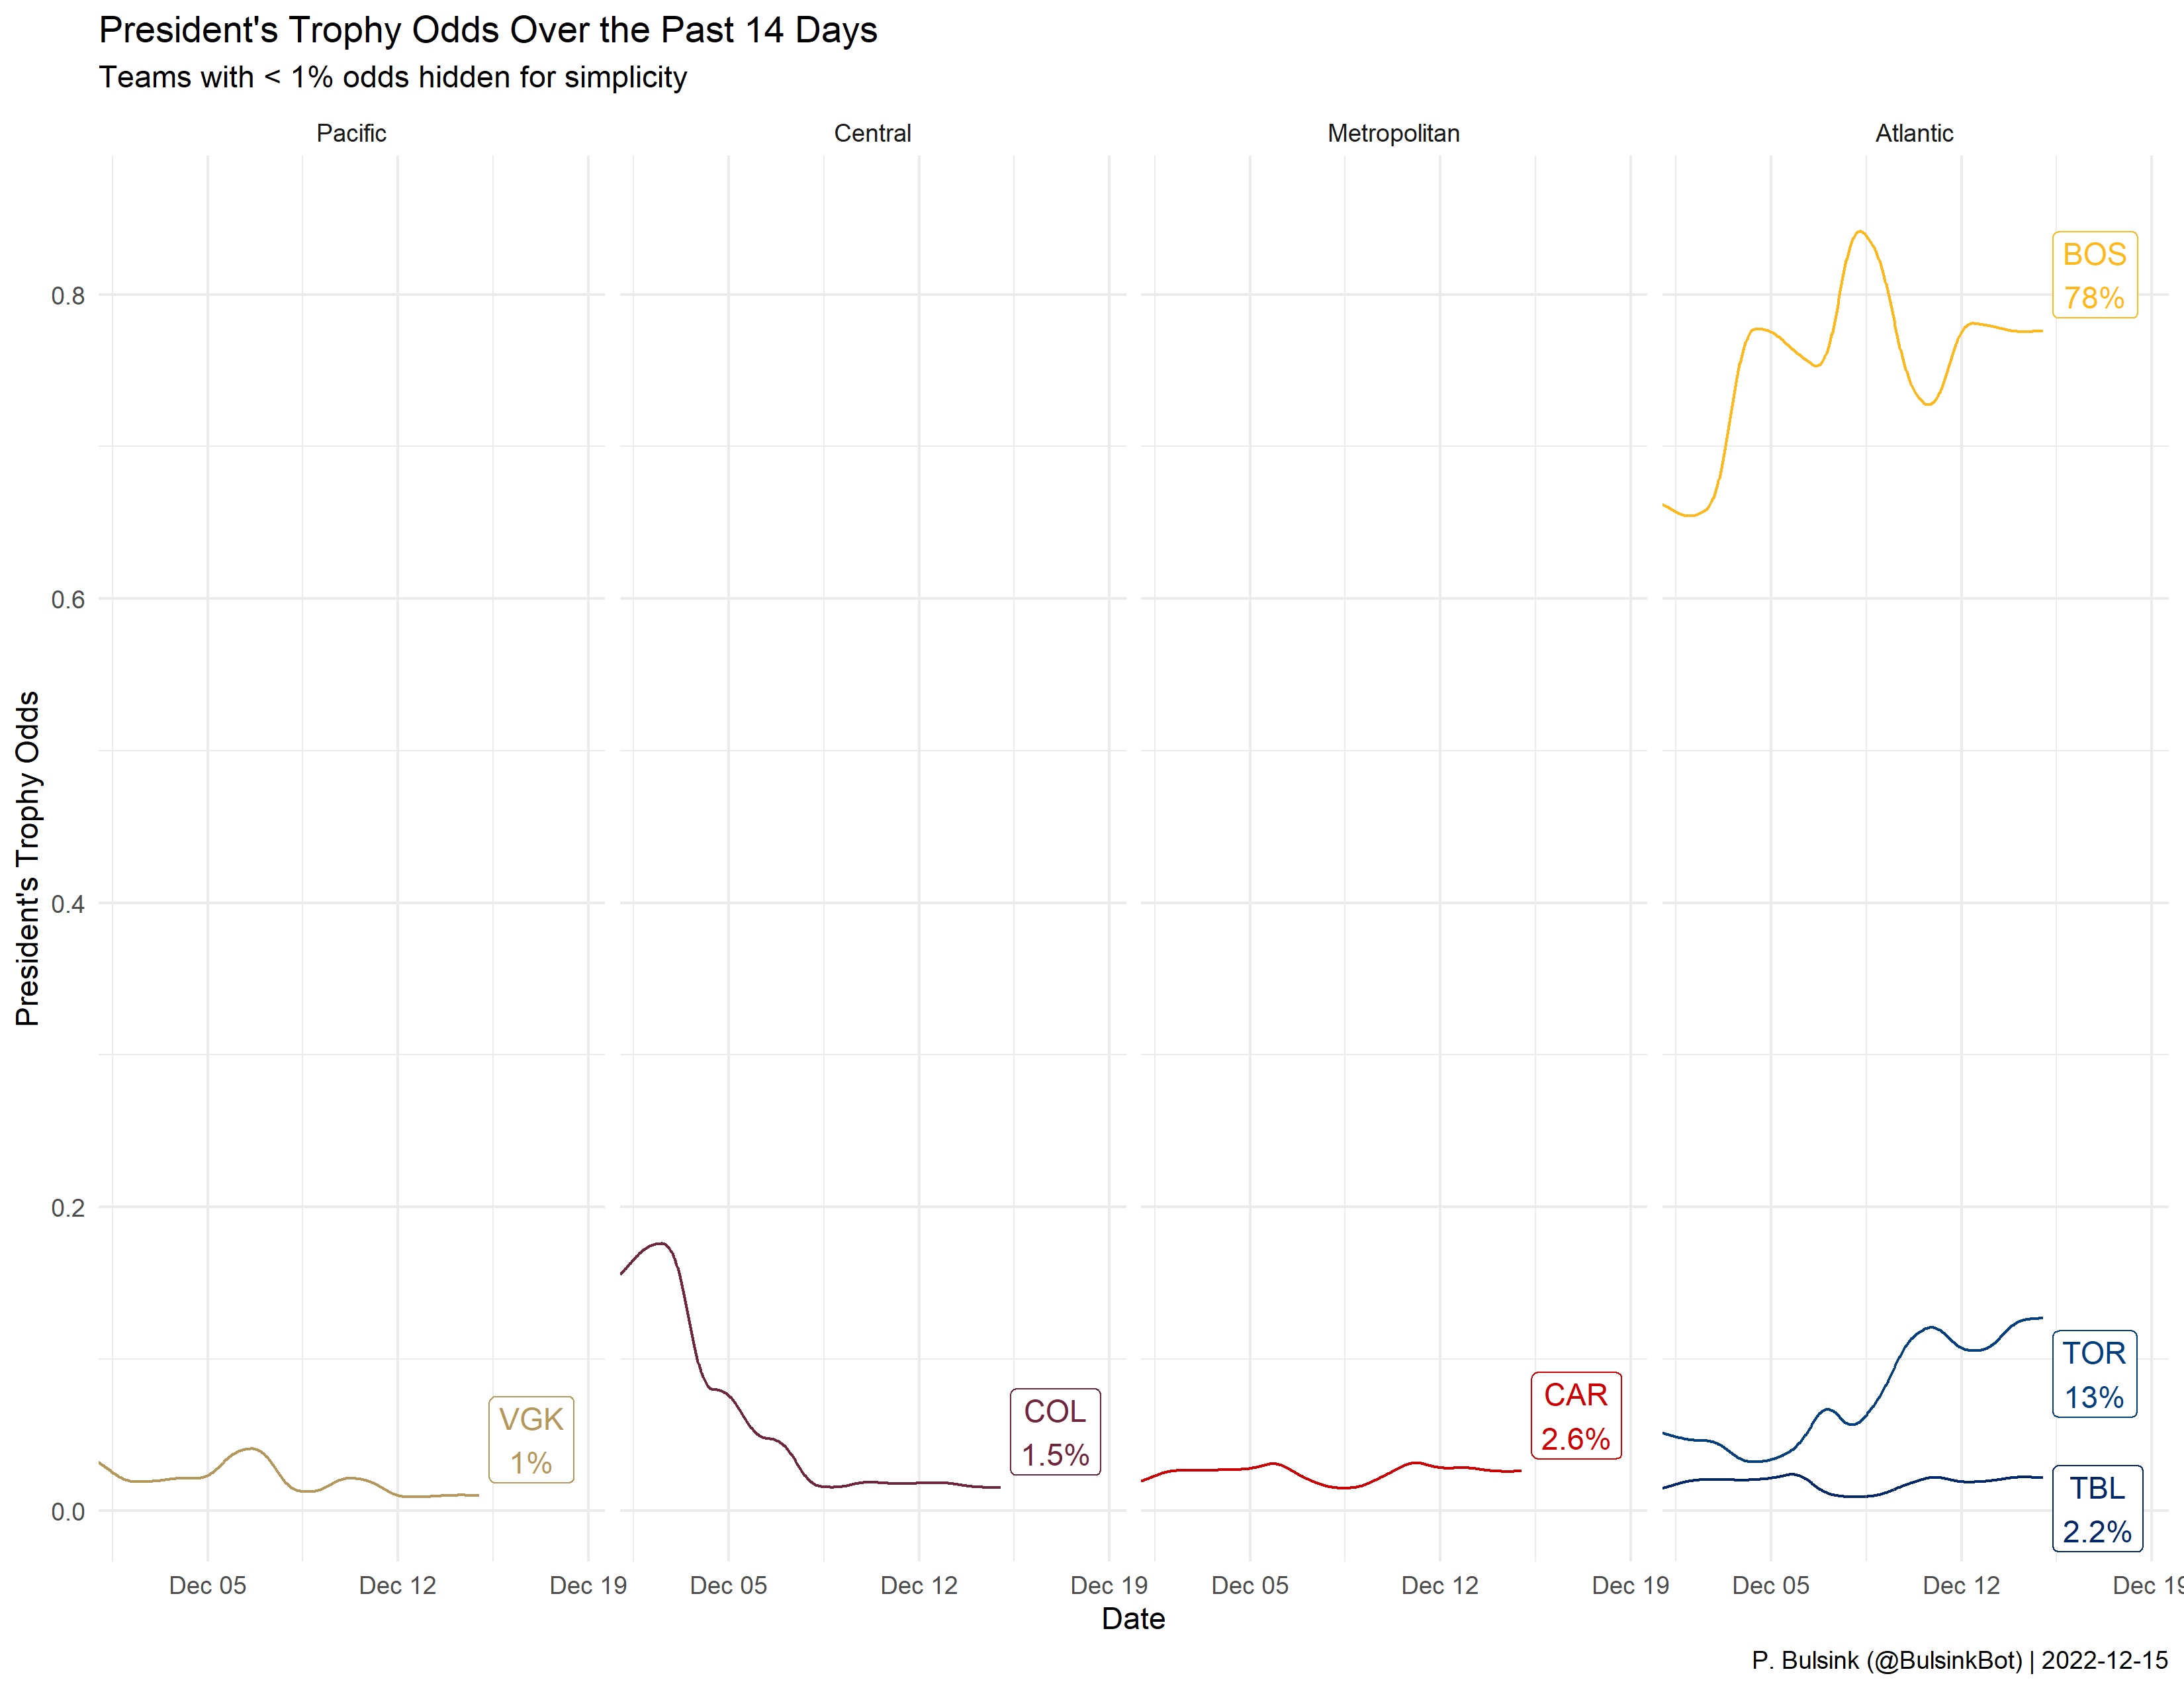 President's Trophy Odds Over the Past 14 Days
Teams with < 1% odds hidden for simplicity
Pacific
Central
Metropolitan
Atlantic
President's Trophy Odds
0.8
0.6
0.4
0.2
0.0
VGK
1%
COL
1.5%
CAR
2.6%
BOS
78%
TOR
13%
TBL
2.2%
Dec 05
Dec 12
Dec 19
Dec 05
Dec 12
Dec 19
Dec 05
Dec 12
Dec 19
Dec 05
Dec 12
Dec 19
Date
P. Bulsink (@BulsinkBot) | 2022-12-15